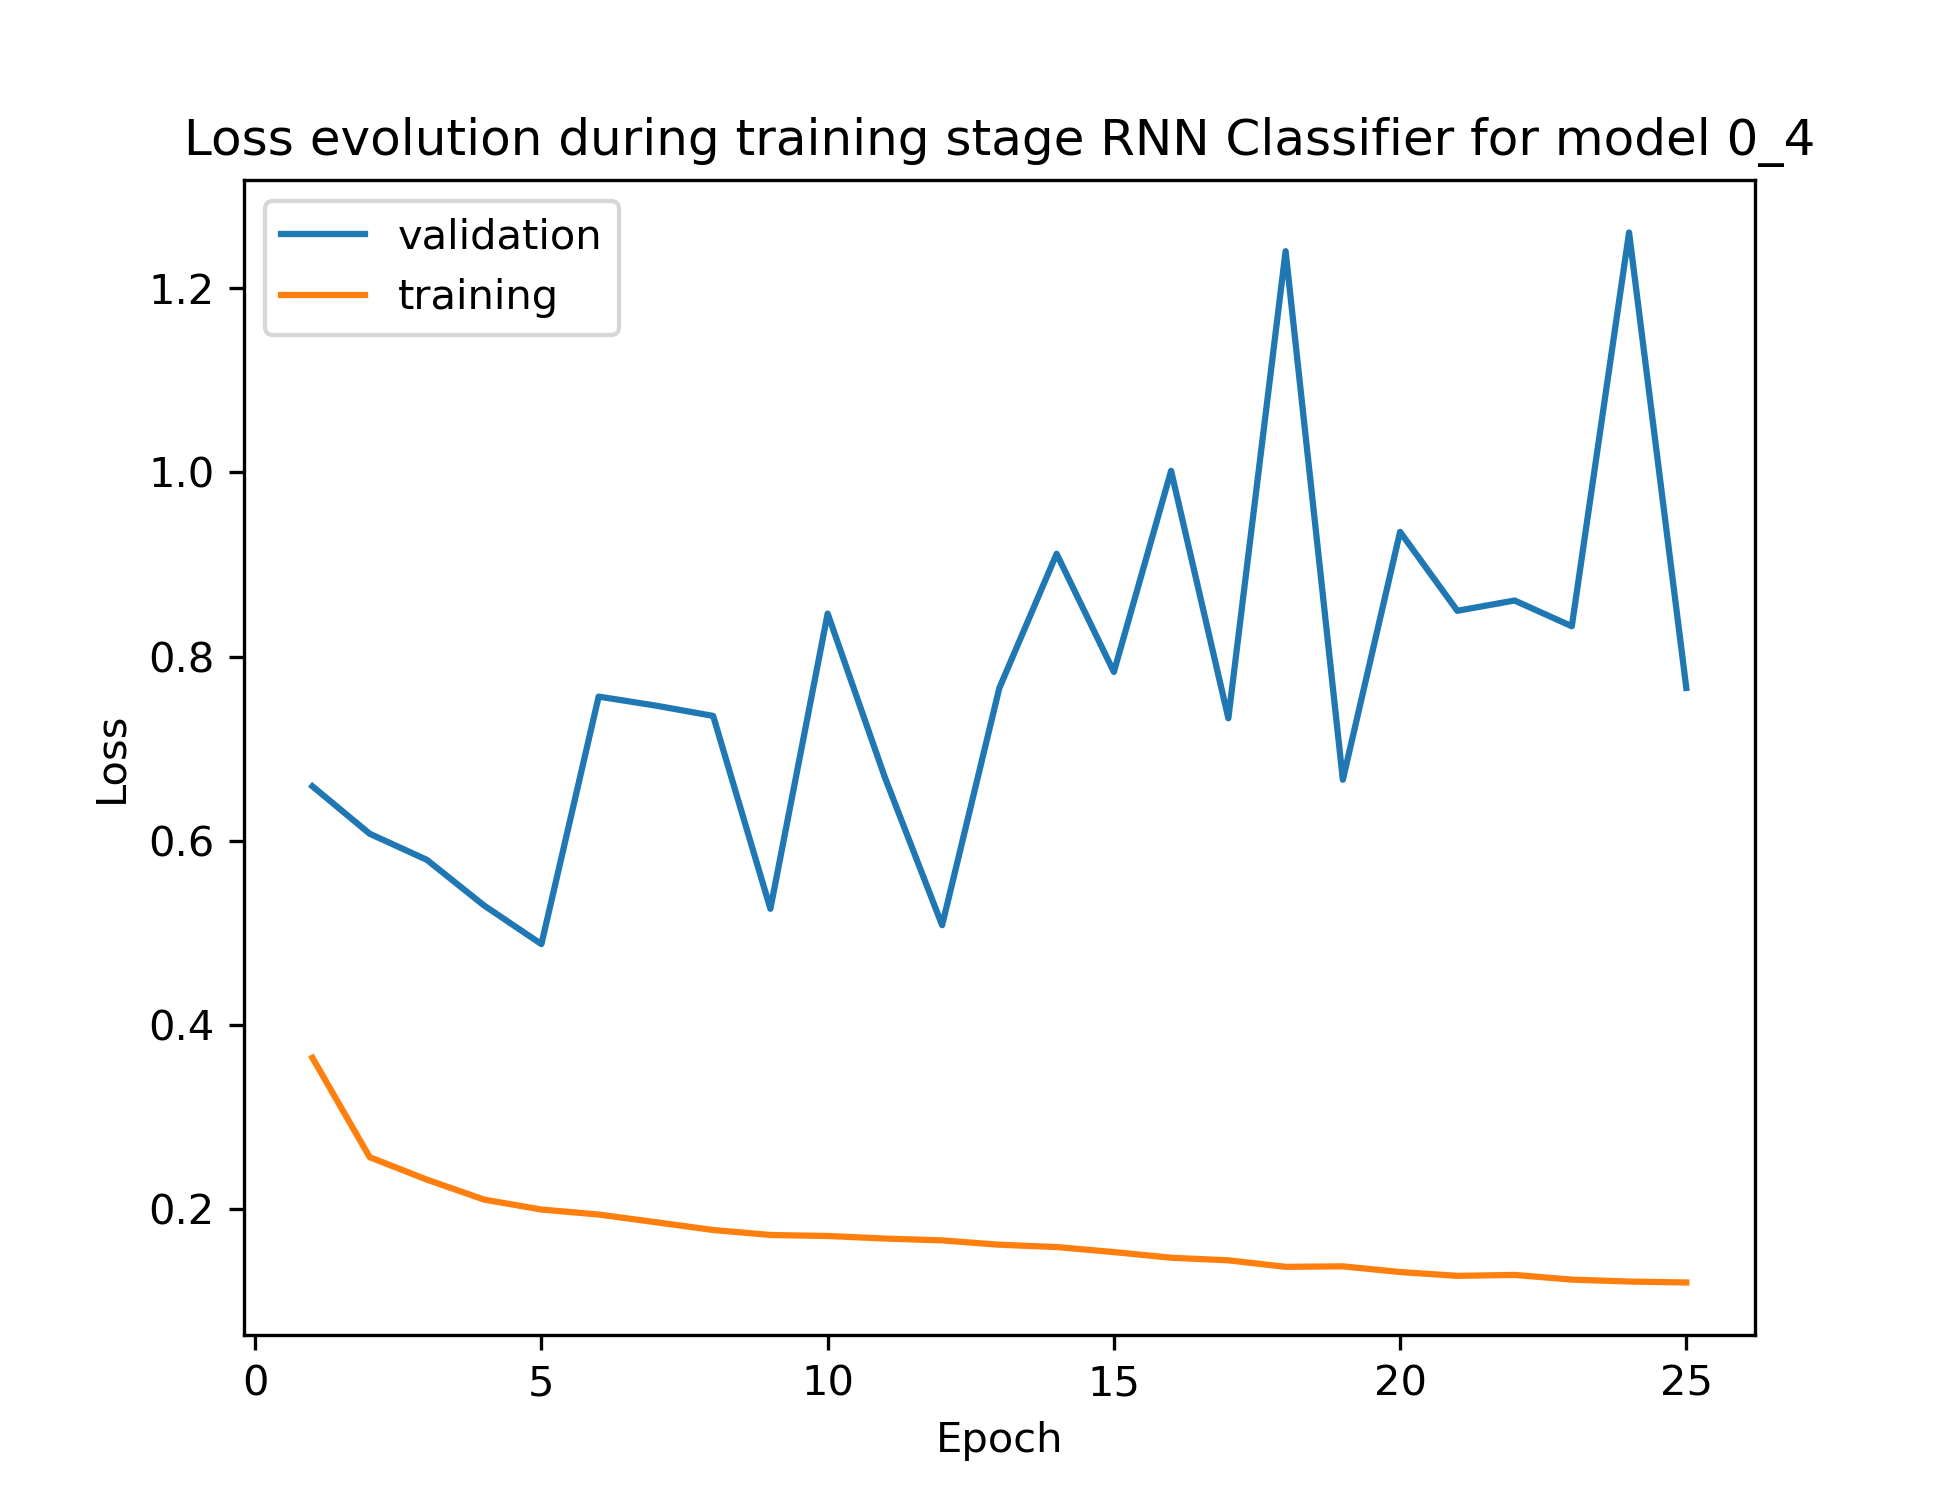 Loss evolution during training stage RNN Classifier for model 0_4
validation
training
1.2
1.0
0.8
0.6
0.4
0.2
Loss
0 5 10 15 20 25
Epoch